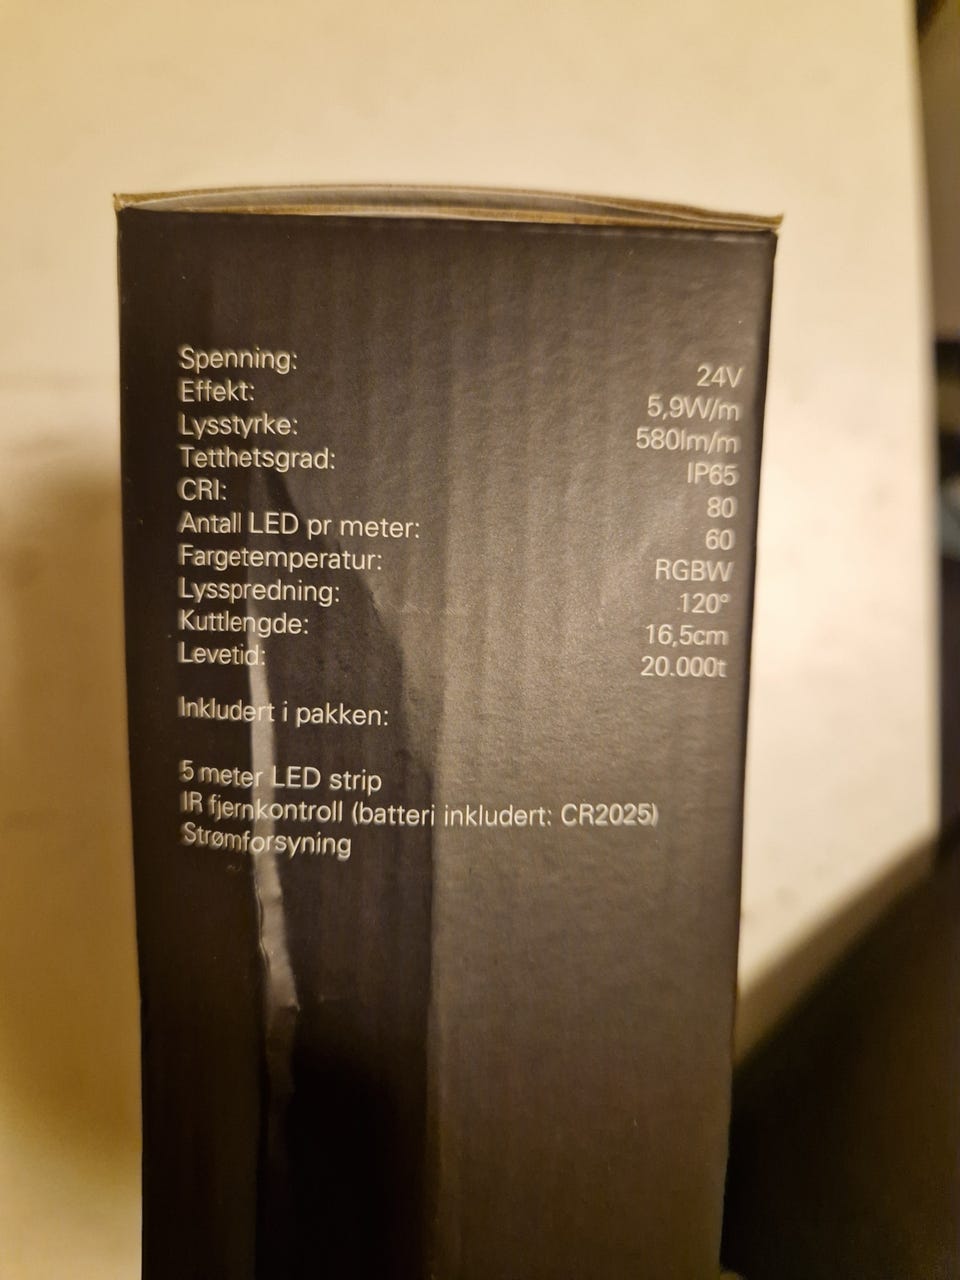 Spenning: 24V
Effekt: 5,9W/m
Lysstyrke: 580lm/m
Tetthetsgrad: IP65
CRI: 80
Antall LED pr meter: 60
Fargetemperatur: RGBW
Lysspredning: 120°
Kuttlengde: 16,5cm
Levetid: 20.000t
Inkludert i pakken:
5 meter LED strip
IR fjernkontroll (batteri inkludert: CR2025)
Strømforsyning